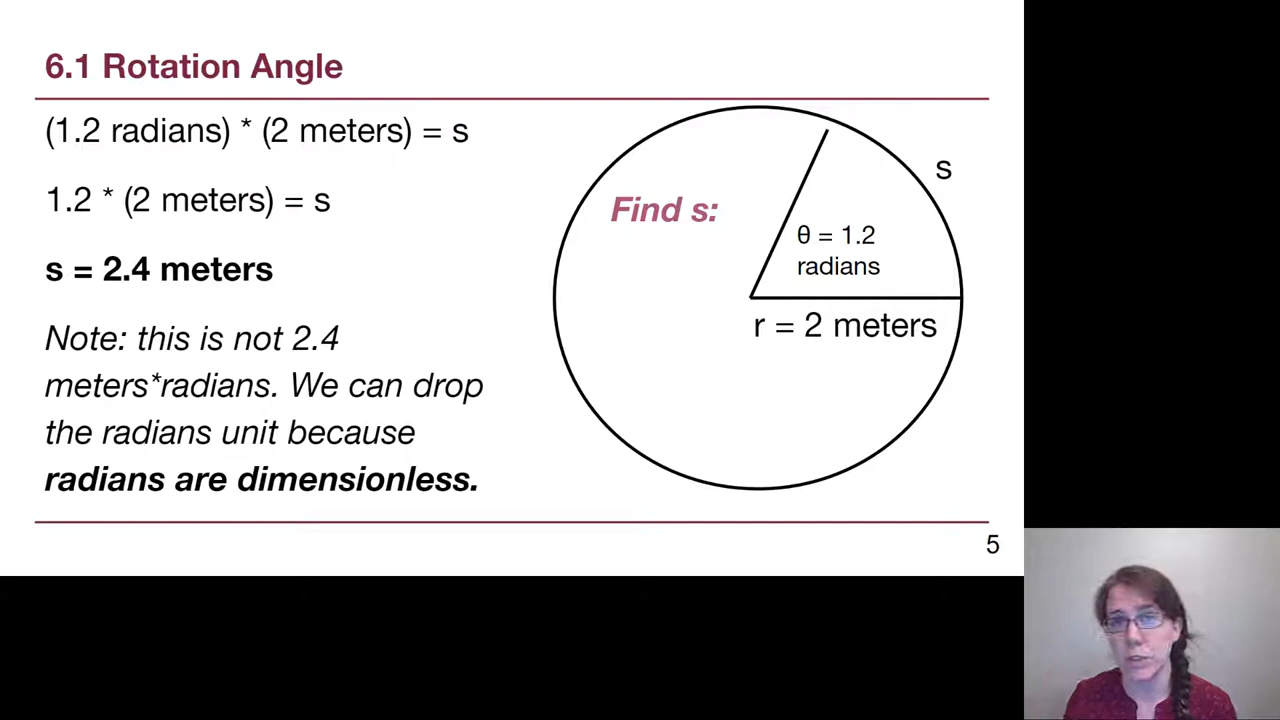 6.1 Rotation Angle
(1.2 radians) * (2 meters) = s
1.2 * (2 meters) = s
s = 2.4 meters
Note: this is not 2.4
meters*radians. We can drop
the radians unit because
radians are dimensionless.
Find s:
s
θ = 1.2
radians
r = 2 meters
5